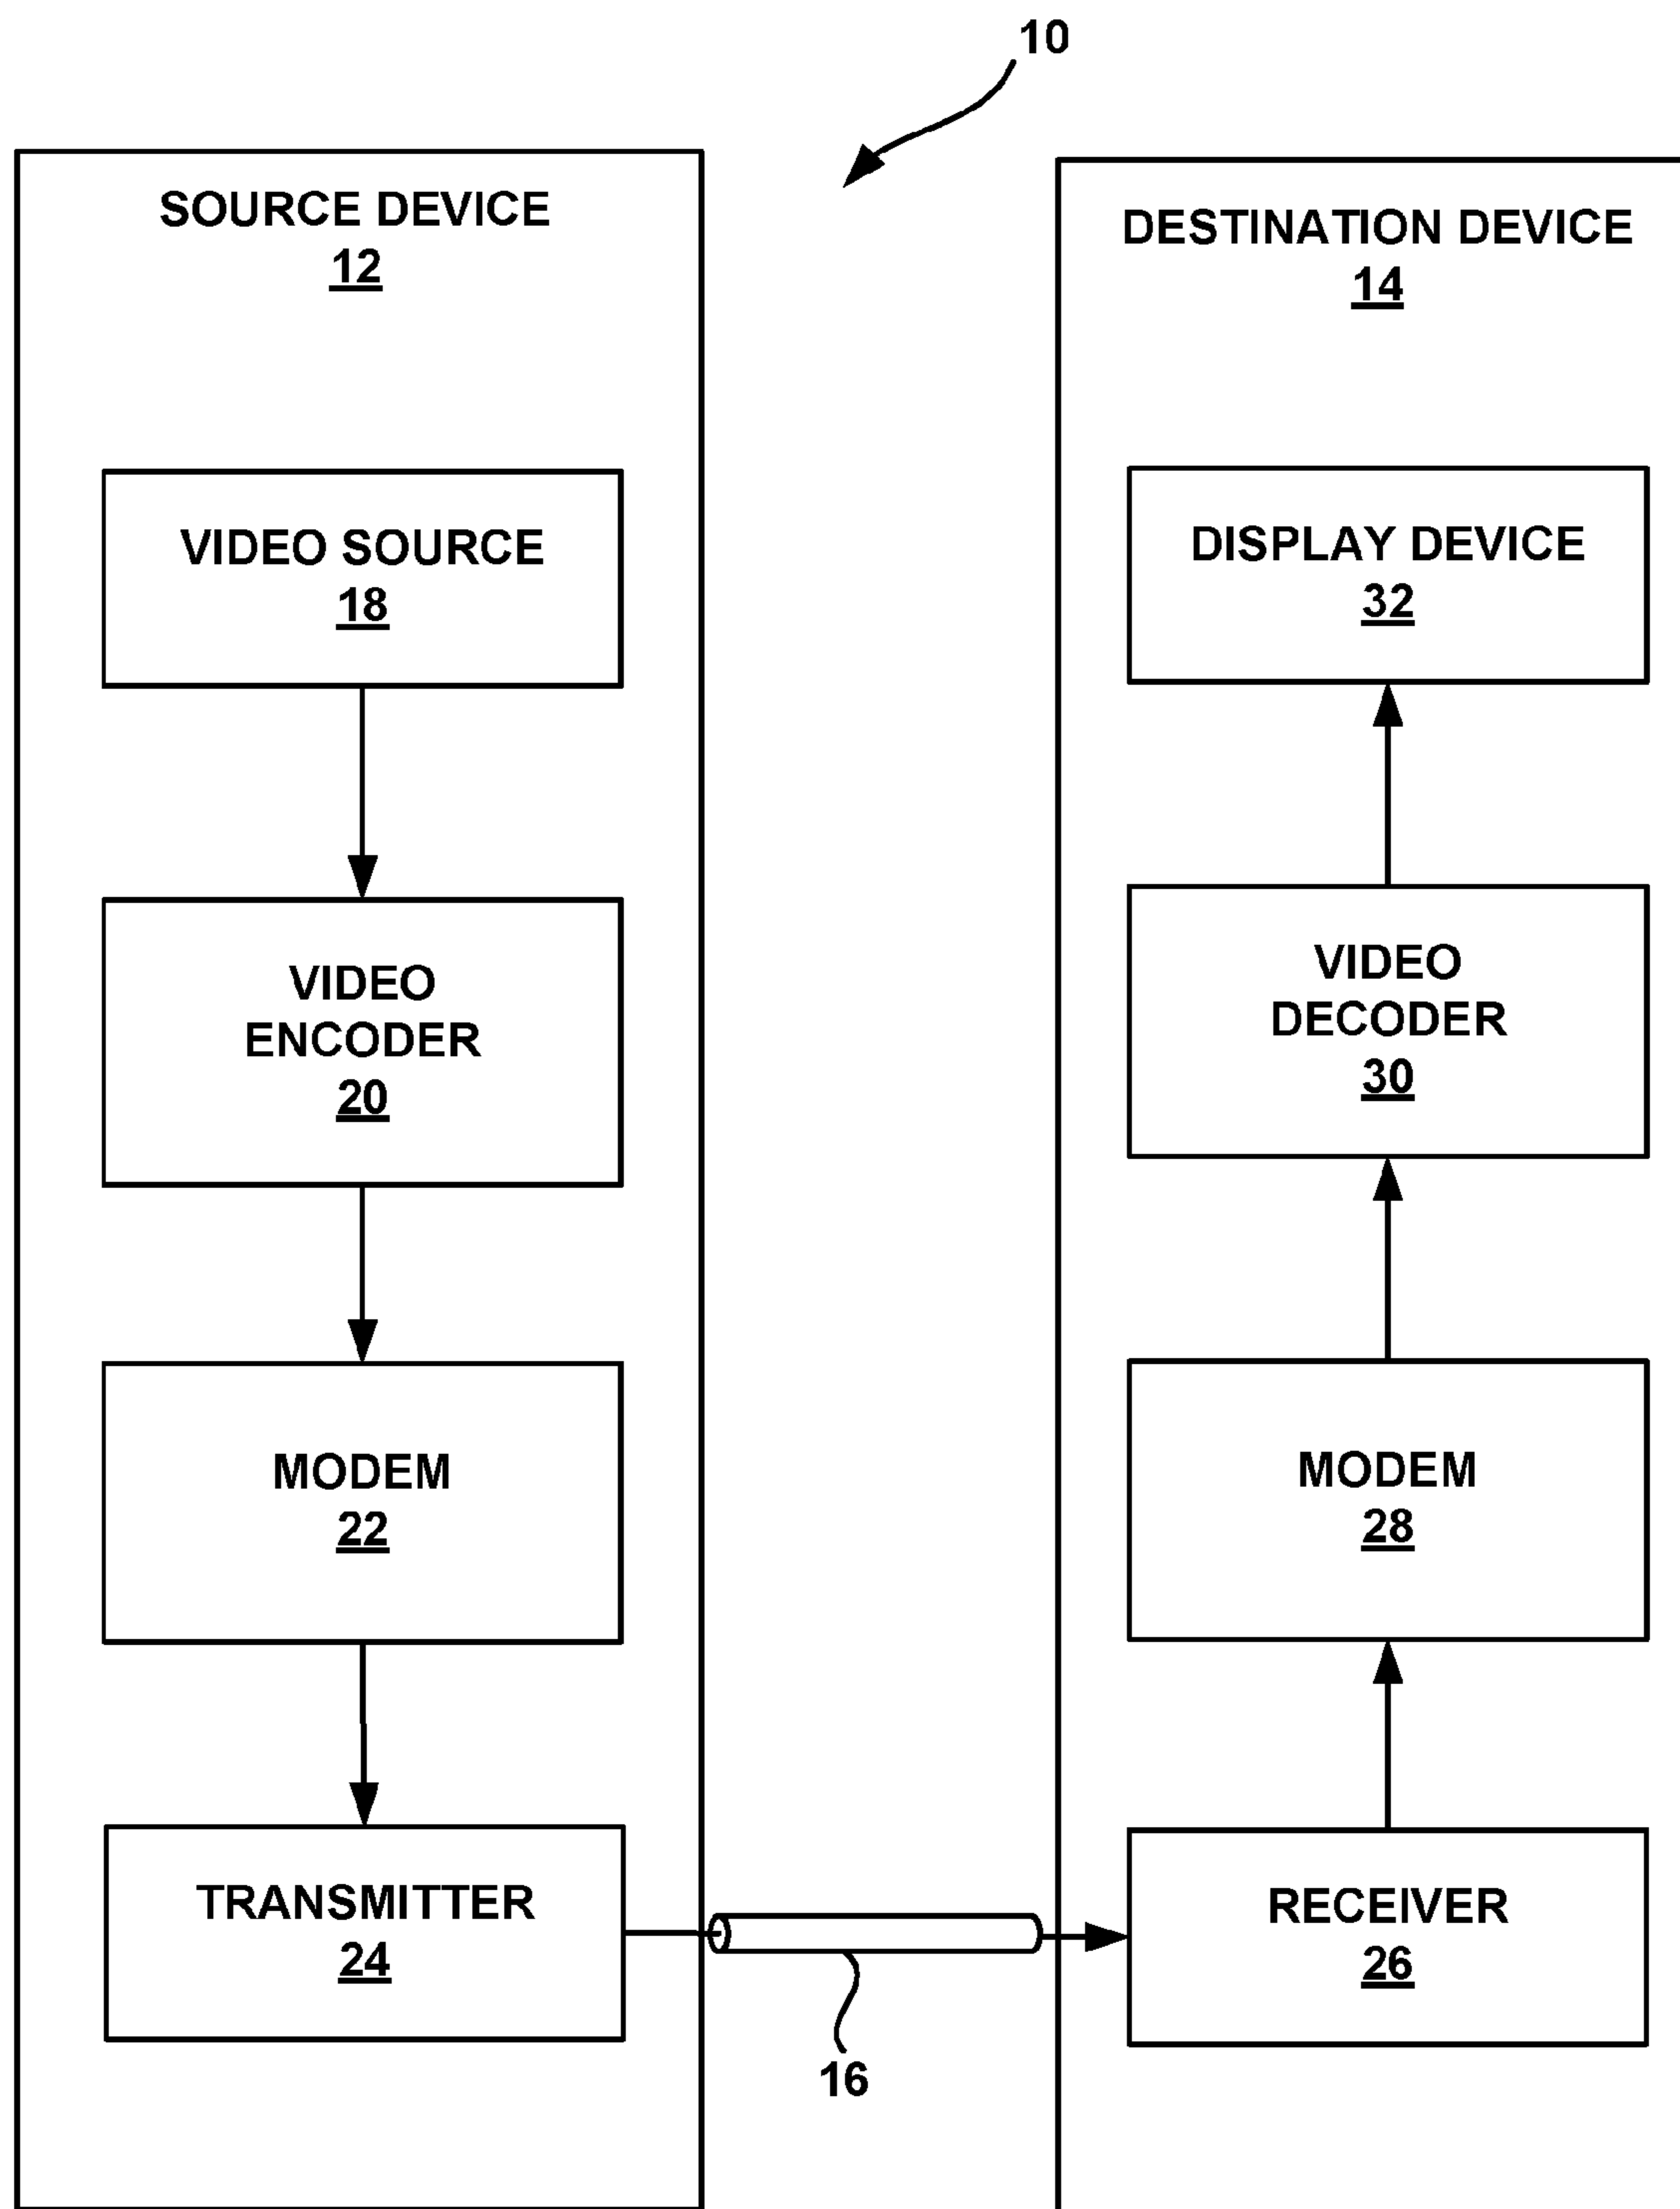 10
SOURCE DEVICE
12
VIDEO SOURCE
18
VIDEO
ENCODER
20
MODEM
22
TRANSMITTER
24
16
DESTINATION DEVICE
14
DISPLAY DEVICE
32
VIDEO
DECODER
30
MODEM
28
RECEIVER
26